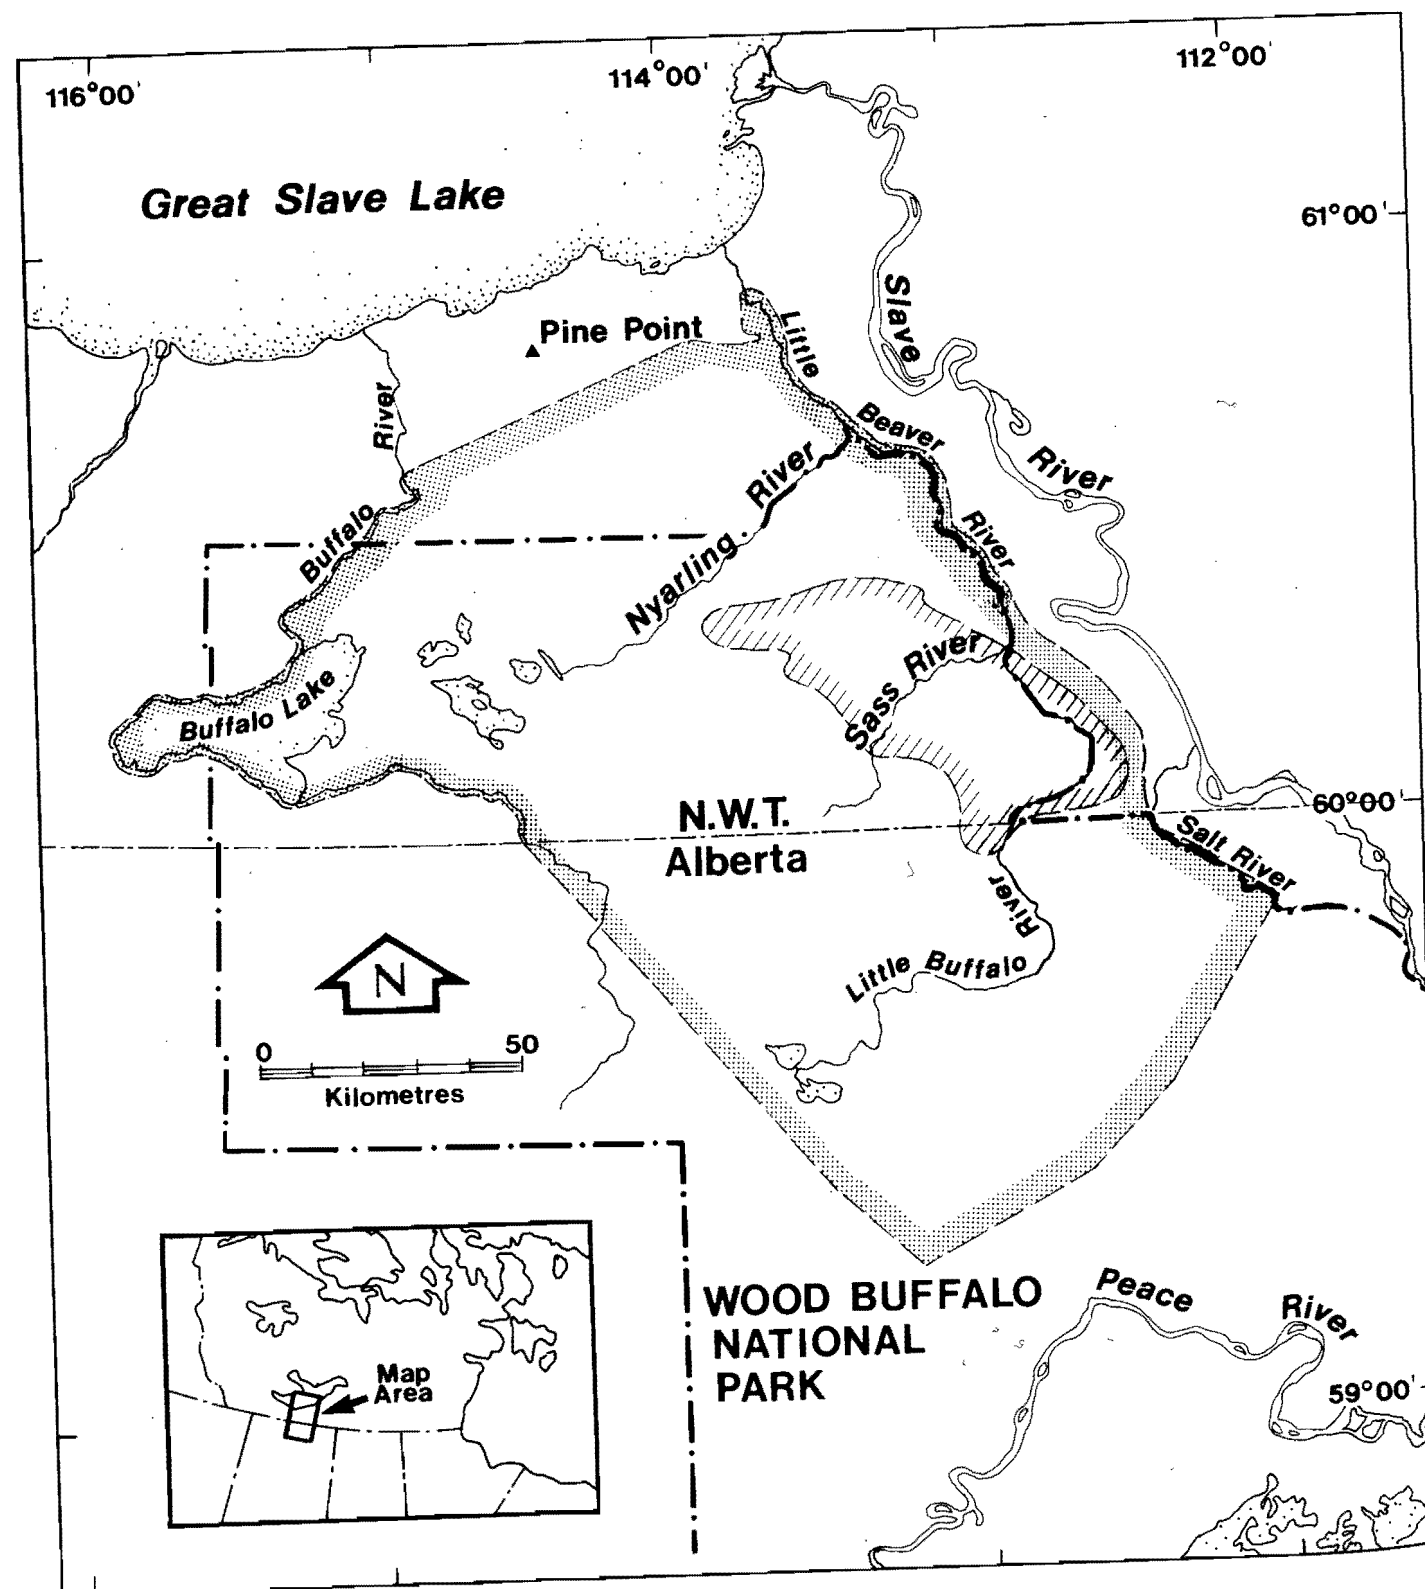 116°00'
114°00'
112°00'
Great Slave Lake
61°00'
Slave
River
Pine Point
Little
Beaver
River
River
Buffalo
River
Nyarling
Sass River
Buffalo Lake
N.W.T.
Alberta
60°00'
Salt River
River
Little Buffalo
N
0 50
Kilometres
WOOD BUFFALO
NATIONAL
PARK
Peace River
59°00'
Map
Area